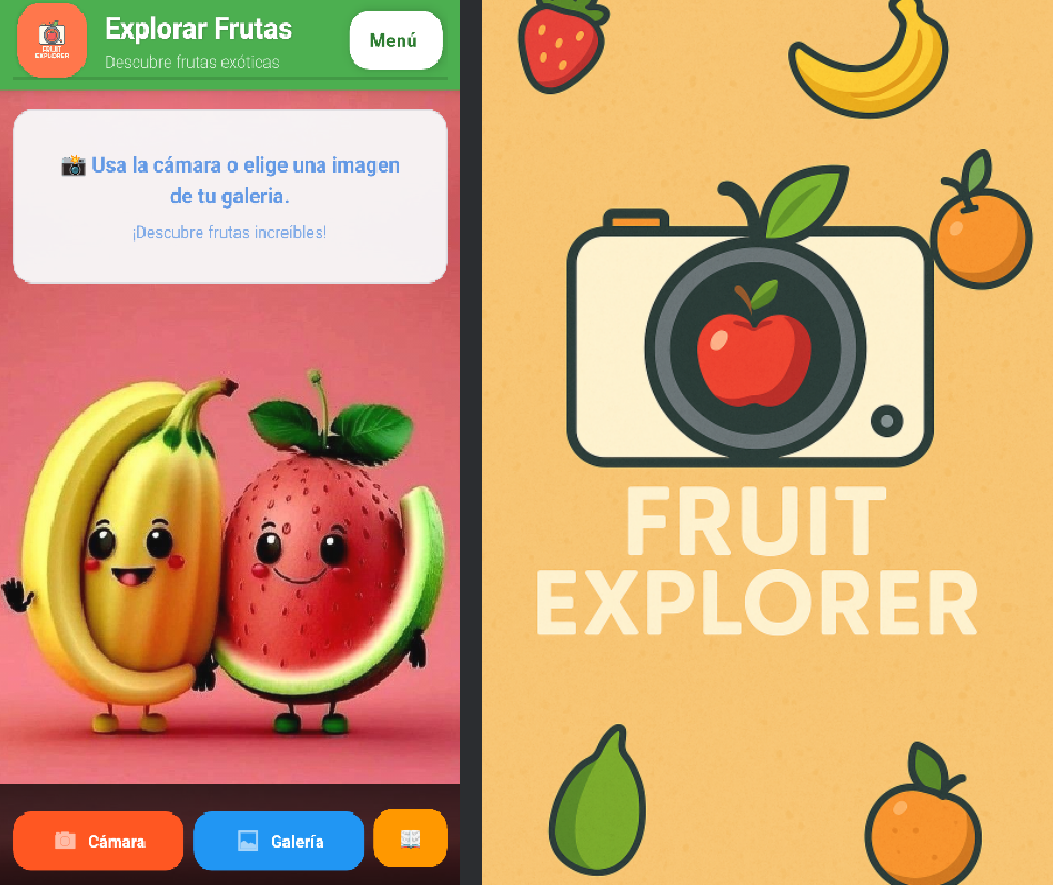 FRUIT
EXPLORER
Explorar Frutas
Descubre frutas exóticas
Menú
📸 Usa la cámara o elige una imagen
de tu galeria.
¡Descubre frutas increíbles!
Cámara
Galería
FRUIT
EXPLORER